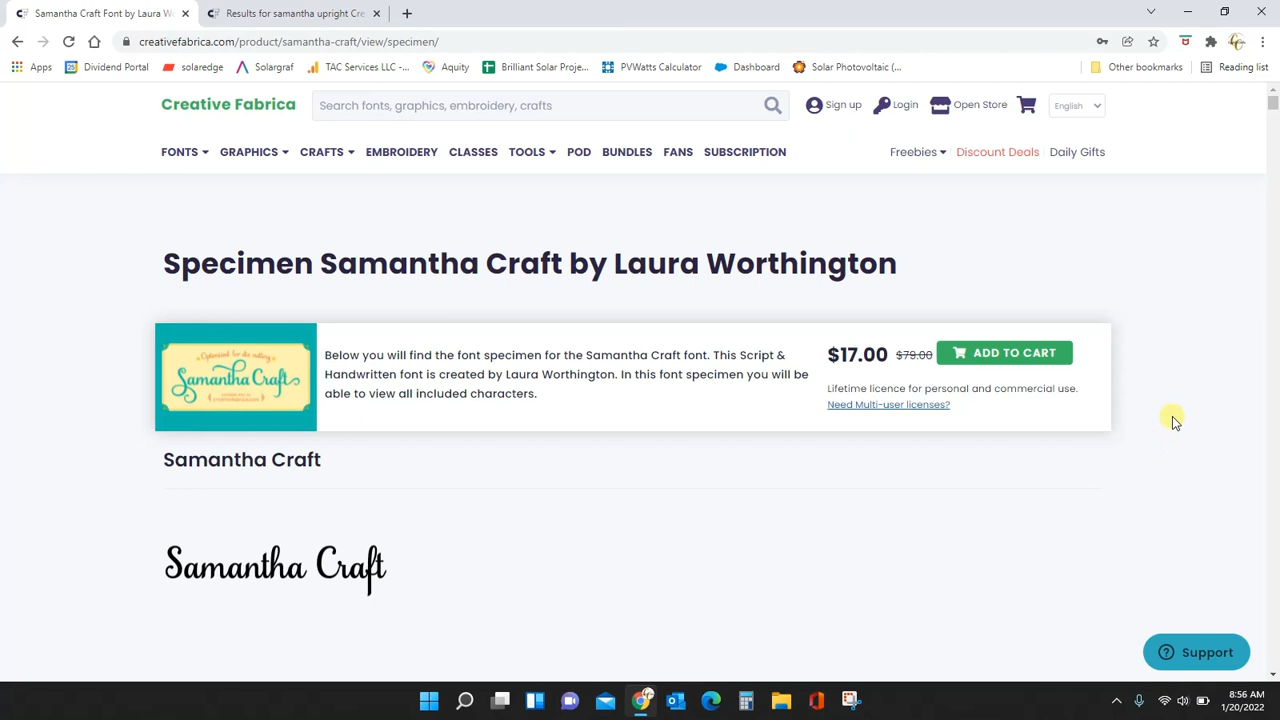 Samantha Craft Font by Laura Wo
Results for samantha upright Cre
creativefabrica.com/product/samantha-craft/view/specimen/
Apps
Dividend Portal
solaredge
Solargraf
TAC Services LLC -...
Aquity
Brilliant Solar Proje...
PVWatts Calculator
Dashboard
Solar Photovoltaic (...
Other bookmarks
Reading list
Creative Fabrica
Search fonts, graphics, embroidery, crafts
Sign up
Login
Open Store
English
FONTS
GRAPHICS
CRAFTS
EMBROIDERY
CLASSES
TOOLS
POD
BUNDLES
FANS
SUBSCRIPTION
Freebies
Discount Deals
Daily Gifts
Specimen Samantha Craft by Laura Worthington
Optimized for die cutting
Samantha Craft
Below you will find the font specimen for the Samantha Craft font. This Script &
Handwritten font is created by Laura Worthington. In this font specimen you will be
able to view all included characters.
$17.00 $79.00 ADD TO CART
Lifetime licence for personal and commercial use.
Need Multi-user licenses?
Samantha Craft
Samantha Craft
Support
8:56 AM
1/20/2022